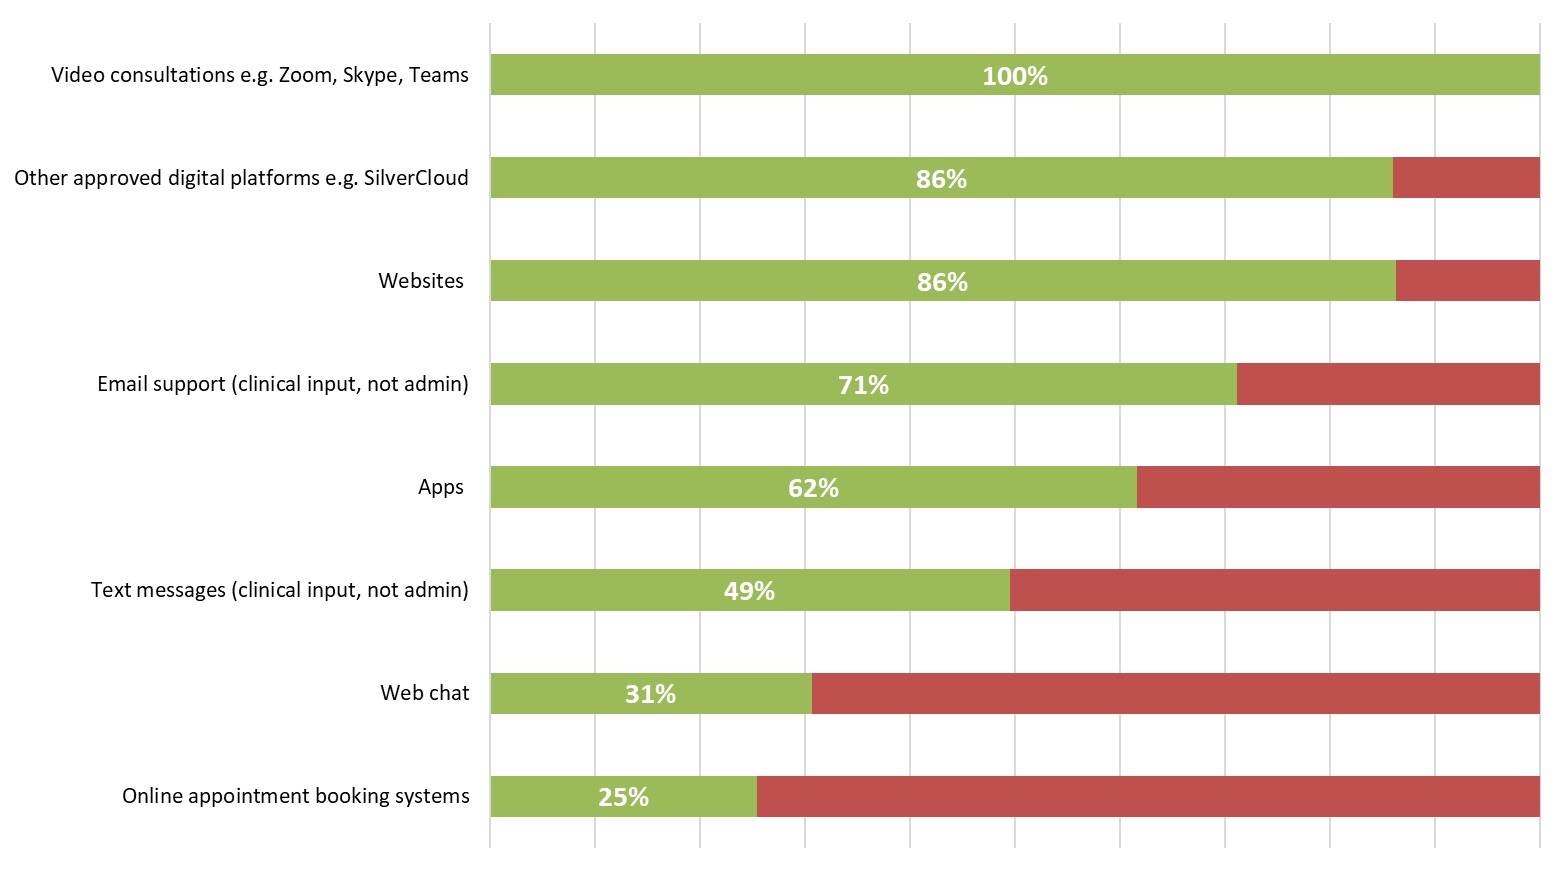 Video consultations e.g. Zoom, Skype, Teams
100%
Other approved digital platforms e.g. SilverCloud
86%
Websites
86%
Email support (clinical input, not admin)
71%
Apps
62%
Text messages (clinical input, not admin)
49%
Web chat
31%
Online appointment booking systems
25%